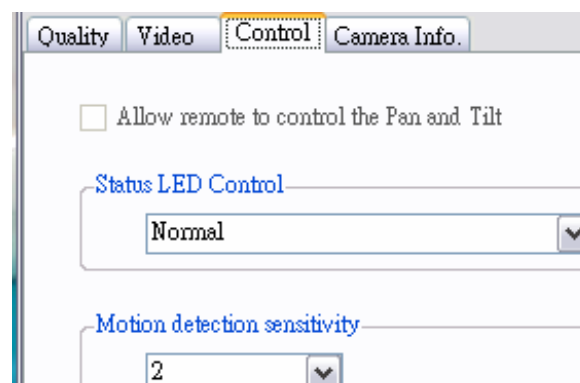 Quality Video Control Camera Info.
Allow remote to control the Pan and Tilt
Status LED Control
Normal
Motion detection sensitivity
2